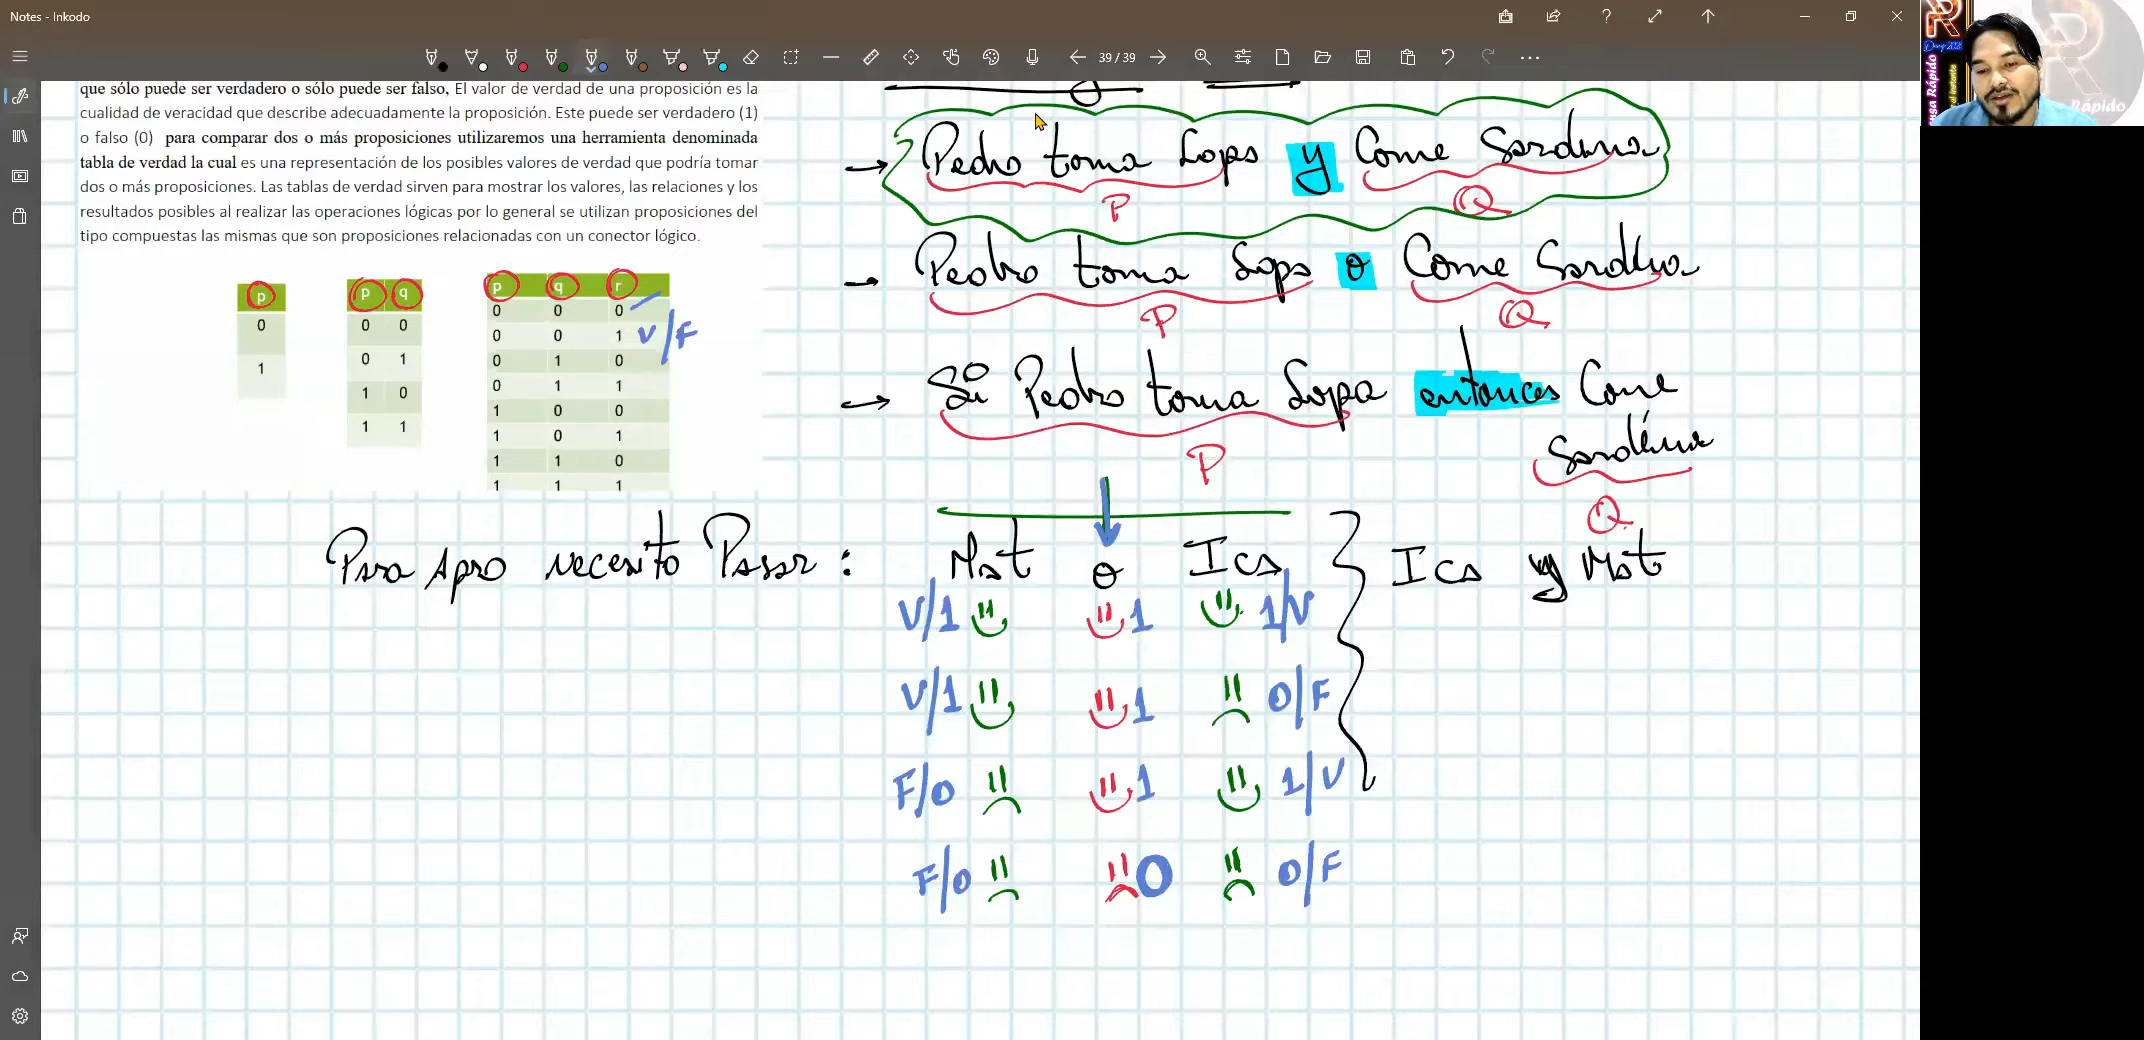 Notes - Inkodo
39 / 39
que sólo puede ser verdadero o sólo puede ser falso, El valor de verdad de una proposición es la
cualidad de veracidad que describe adecuadamente la proposición. Este puede ser verdadero (1)
o falso (0) para comparar dos o más proposiciones utilizaremos una herramienta denominada
tabla de verdad la cual es una representación de los posibles valores de verdad que podría tomar
dos o más proposiciones. Las tablas de verdad sirven para mostrar los valores, las relaciones y los
resultados posibles al realizar las operaciones lógicas por lo general se utilizan proposiciones del
tipo compuestas las mismas que son proposiciones relacionadas con un conector lógico.
p
0
1
p q
0 0
0 1
1 0
1 1
p q r
0 0 0
0 0 1
0 1 0
0 1 1
1 0 0
1 0 1
1 1 0
1 1 1
V/F
→ Pedro toma Sopa y Come Sardina
P Q
→ Pedro toma Sopa o Come Sardina
P Q
→ Si Pedro toma Sopa entonces Come
Sardina
P Q
Para Apro necesito Pasar : Mat o Ica Ica y Mat
V/1 1 1/V
V/1 1 0/F
F/0 1 1/V
F/0 0 0/F
Rápido